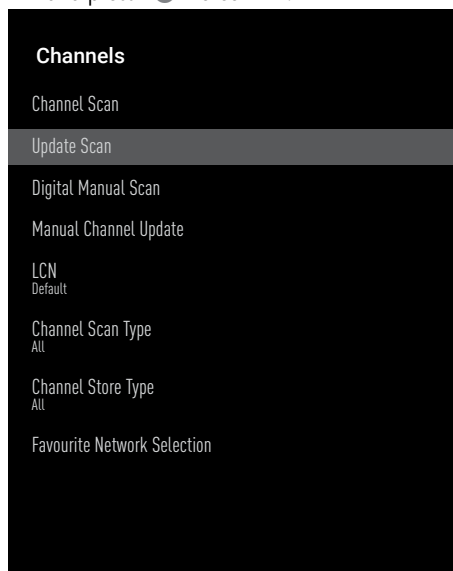 Channels
Channel Scan
Update Scan
Digital Manual Scan
Manual Channel Update
LCN
Default
Channel Scan Type
All
Channel Store Type
All
Favourite Network Selection